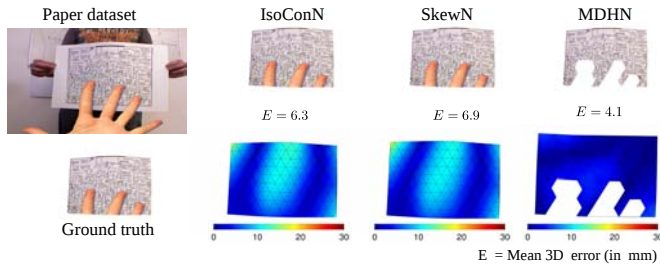 Paper dataset
IsoConN
SkewN
MDHN
E = 6.3
E = 6.9
E = 4.1
Ground truth
0 10 20 30
0 10 20 30
0 10 20 30
E = Mean 3D error (in mm)